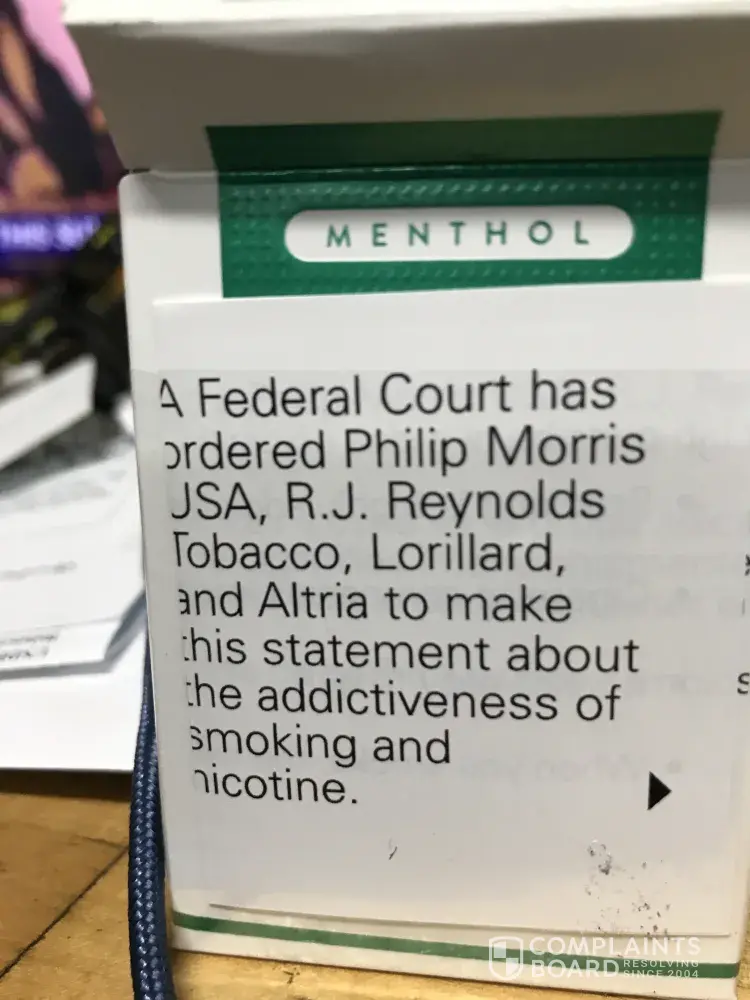 MENTHOL
A Federal Court has
ordered Philip Morris
USA, R.J. Reynolds
Tobacco, Lorillard,
and Altria to make
this statement about
the addictiveness of
smoking and
nicotine.
COMPLAINTS
BOARD RESOLVING
SINCE 2004